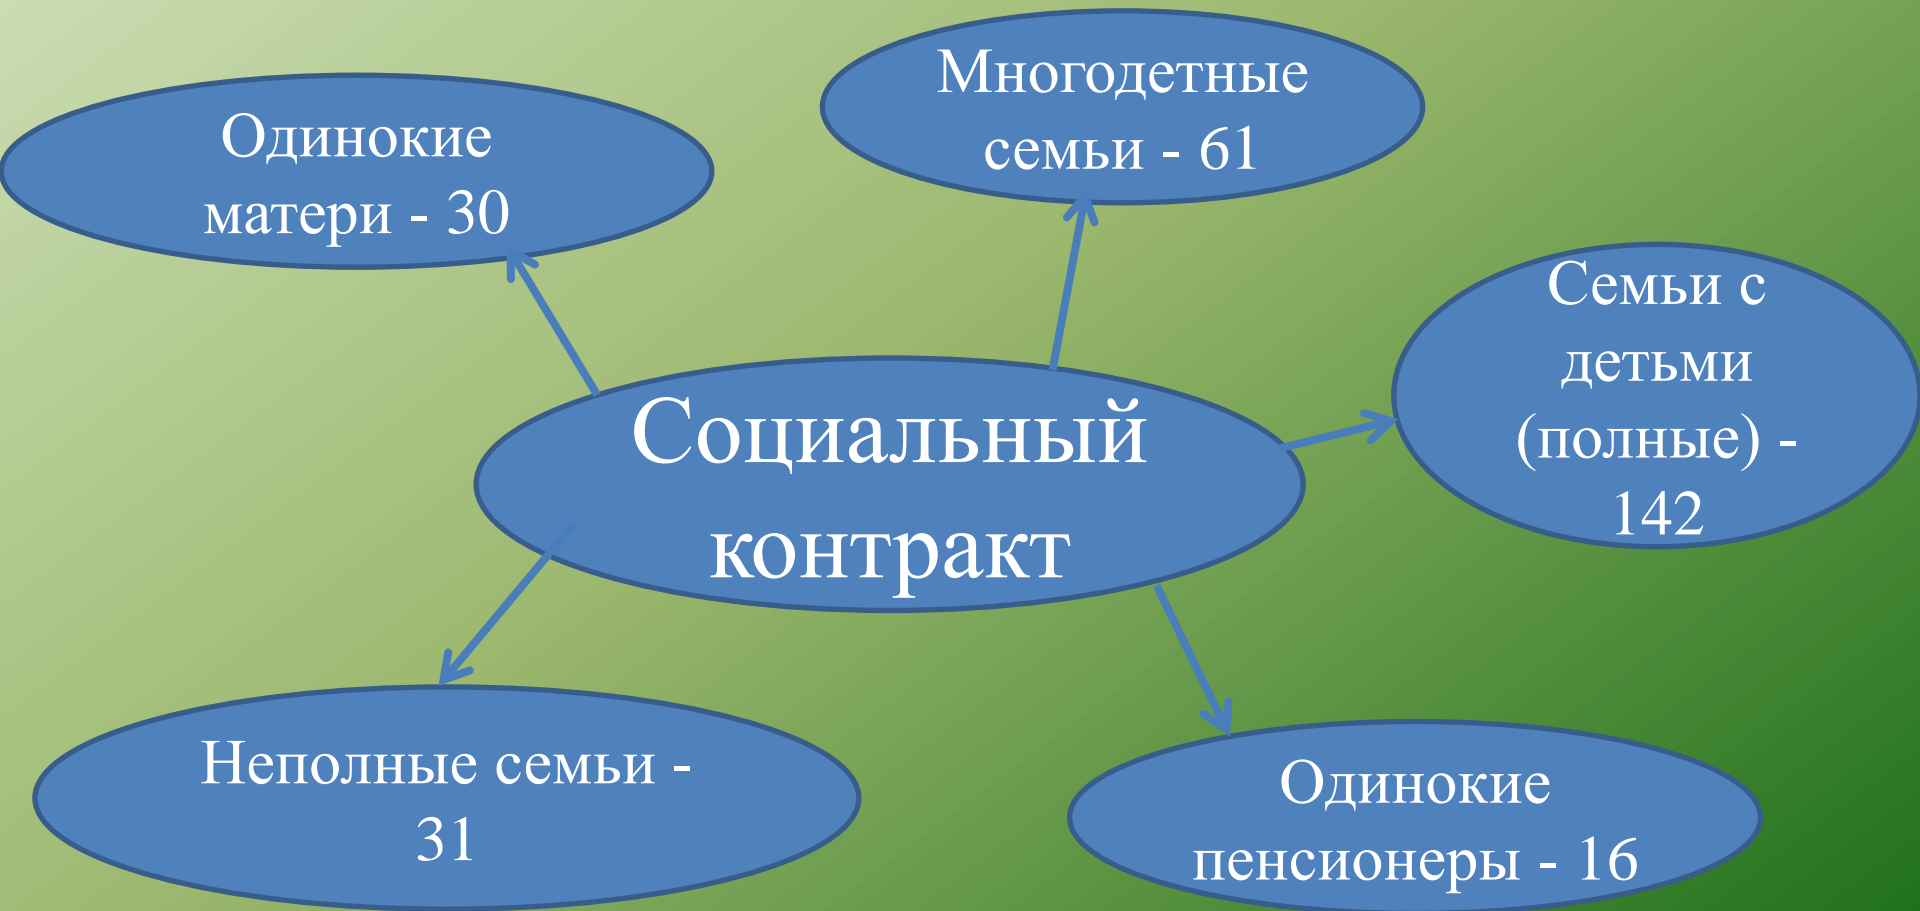 Многодетные
семьи - 61
Одинокие
матери - 30
Семьи с
детьми
(полные) -
142
Социальный
контракт
Неполные семьи -
31
Одинокие
пенсионеры - 16